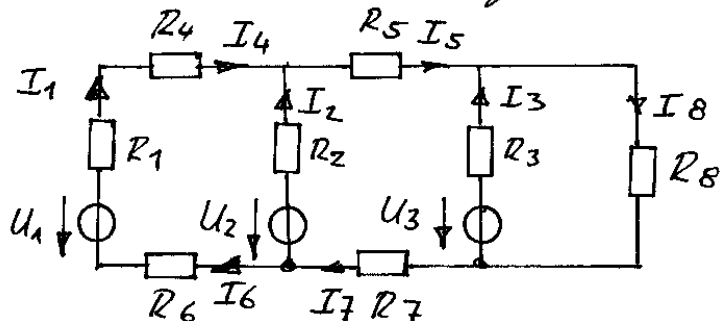 R4 I4 R5 I5
I1 I2 I3 I8
R1 R2 R3 R8
U1 U2 U3
R6 I6 I7 R7